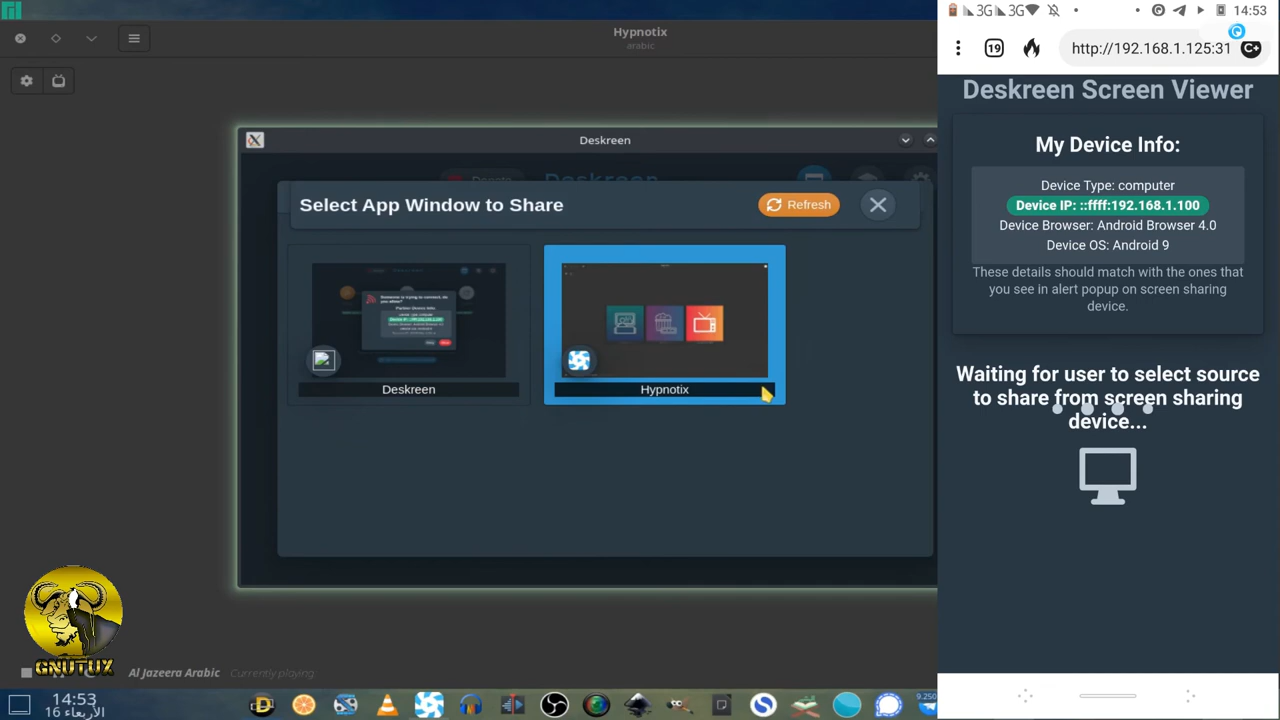 Hypnotix
arabic
Deskreen
Select App Window to Share
Refresh
Deskreen
Hypnotix
Al Jazeera Arabic
Currently playing
GNUTUX
14:53
الأربعاء 16
3G
3G
14:53
19
http://192.168.1.125:31
Deskreen Screen Viewer
My Device Info:
Device Type: computer
Device IP: ::ffff:192.168.1.100
Device Browser: Android Browser 4.0
Device OS: Android 9
These details should match with the ones that
you see in alert popup on screen sharing
device.
Waiting for user to select source
to share from screen sharing
device...